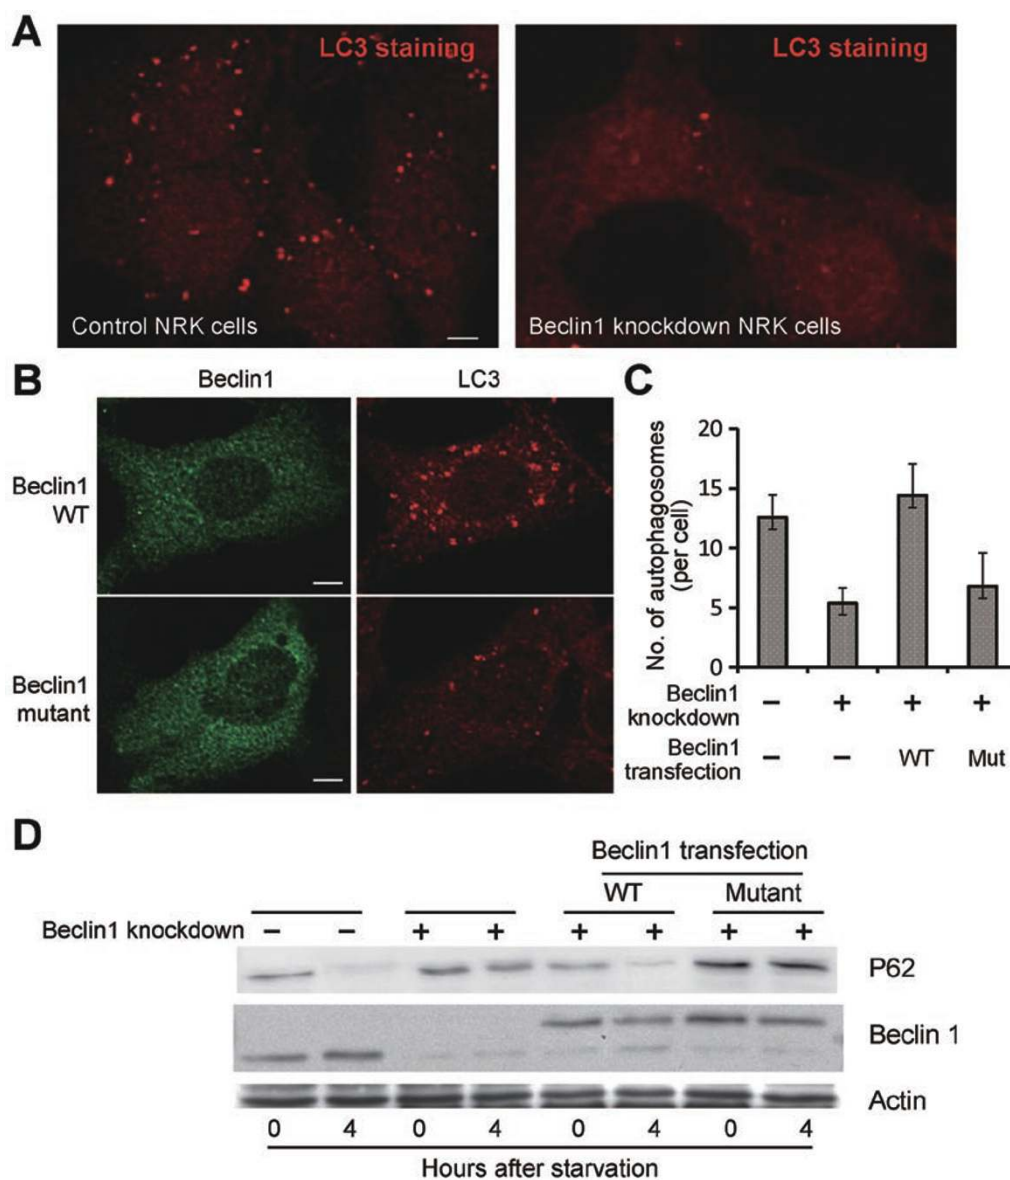 A
LC3 staining
LC3 staining
Control NRK cells
Beclin1 knockdown NRK cells
B
Beclin1
LC3
Beclin1
WT
Beclin1
mutant
C
No. of autophagosomes
(per cell)
20
15
10
5
0
Beclin1
knockdown
− + + +
Beclin1
transfection
− − WT Mut
D
Beclin1 transfection
WT Mutant
Beclin1 knockdown − − + + + + + +
P62
Beclin 1
Actin
0 4 0 4 0 4 0 4
Hours after starvation